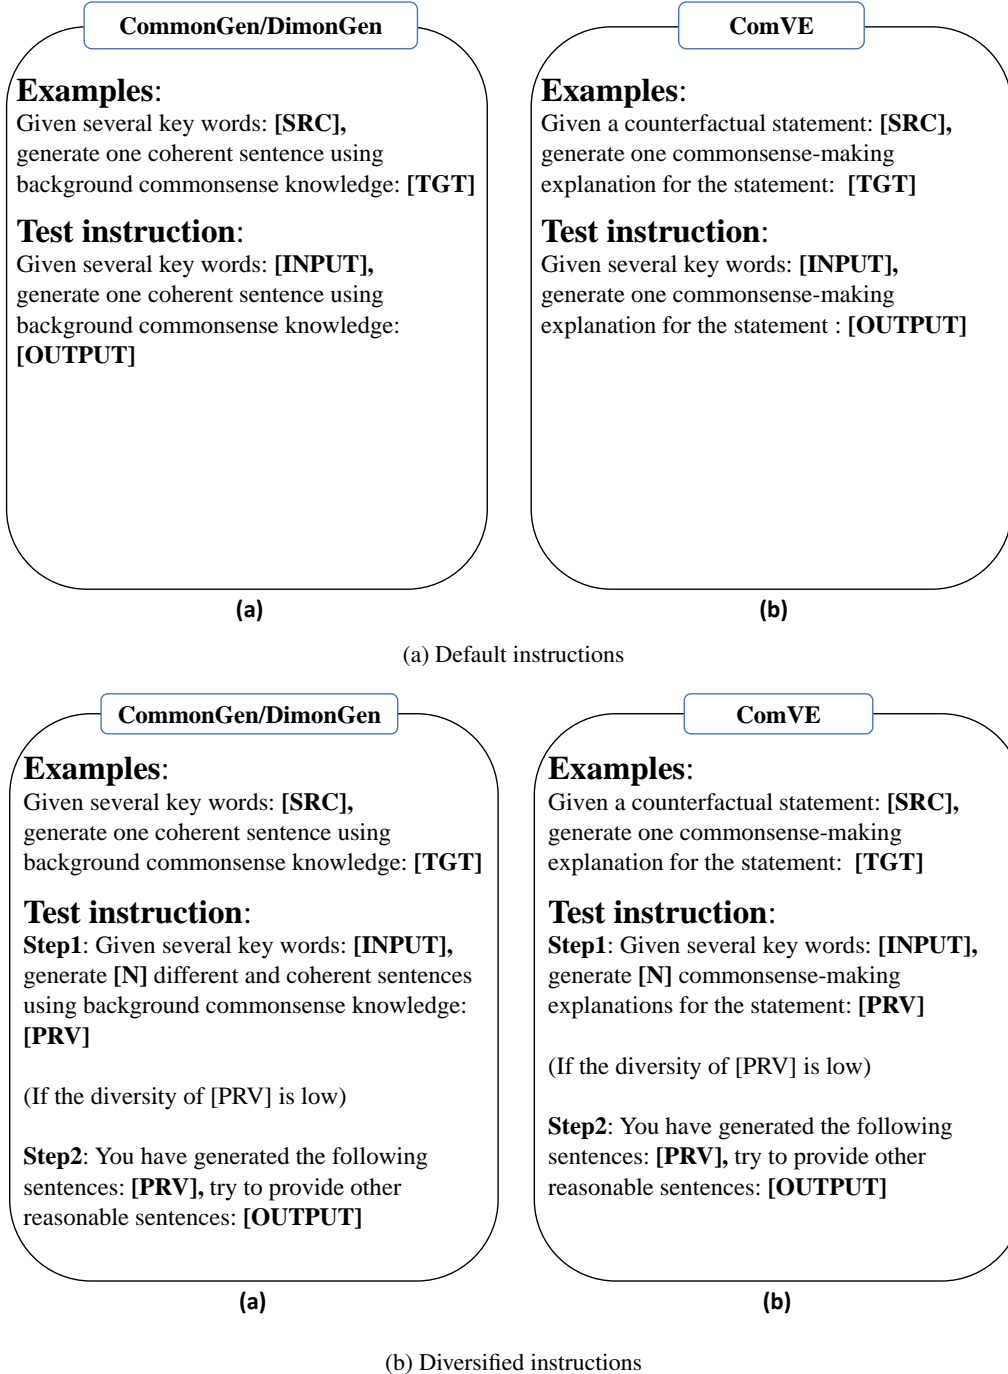 CommonGen/DimonGen
Examples:
Given several key words: [SRC],
generate one coherent sentence using
background commonsense knowledge: [TGT]
Test instruction:
Given several key words: [INPUT],
generate one coherent sentence using
background commonsense knowledge:
[OUTPUT]
(a)
ComVE
Examples:
Given a counterfactual statement: [SRC],
generate one commonsense-making
explanation for the statement: [TGT]
Test instruction:
Given several key words: [INPUT],
generate one commonsense-making
explanation for the statement : [OUTPUT]
(b)
(a) Default instructions
CommonGen/DimonGen
Examples:
Given several key words: [SRC],
generate one coherent sentence using
background commonsense knowledge: [TGT]
Test instruction:
Step1: Given several key words: [INPUT],
generate [N] different and coherent sentences
using background commonsense knowledge:
[PRV]
(If the diversity of [PRV] is low)
Step2: You have generated the following
sentences: [PRV], try to provide other
reasonable sentences: [OUTPUT]
(a)
ComVE
Examples:
Given a counterfactual statement: [SRC],
generate one commonsense-making
explanation for the statement: [TGT]
Test instruction:
Step1: Given several key words: [INPUT],
generate [N] commonsense-making
explanations for the statement: [PRV]
(If the diversity of [PRV] is low)
Step2: You have generated the following
sentences: [PRV], try to provide other
reasonable sentences: [OUTPUT]
(b)
(b) Diversified instructions